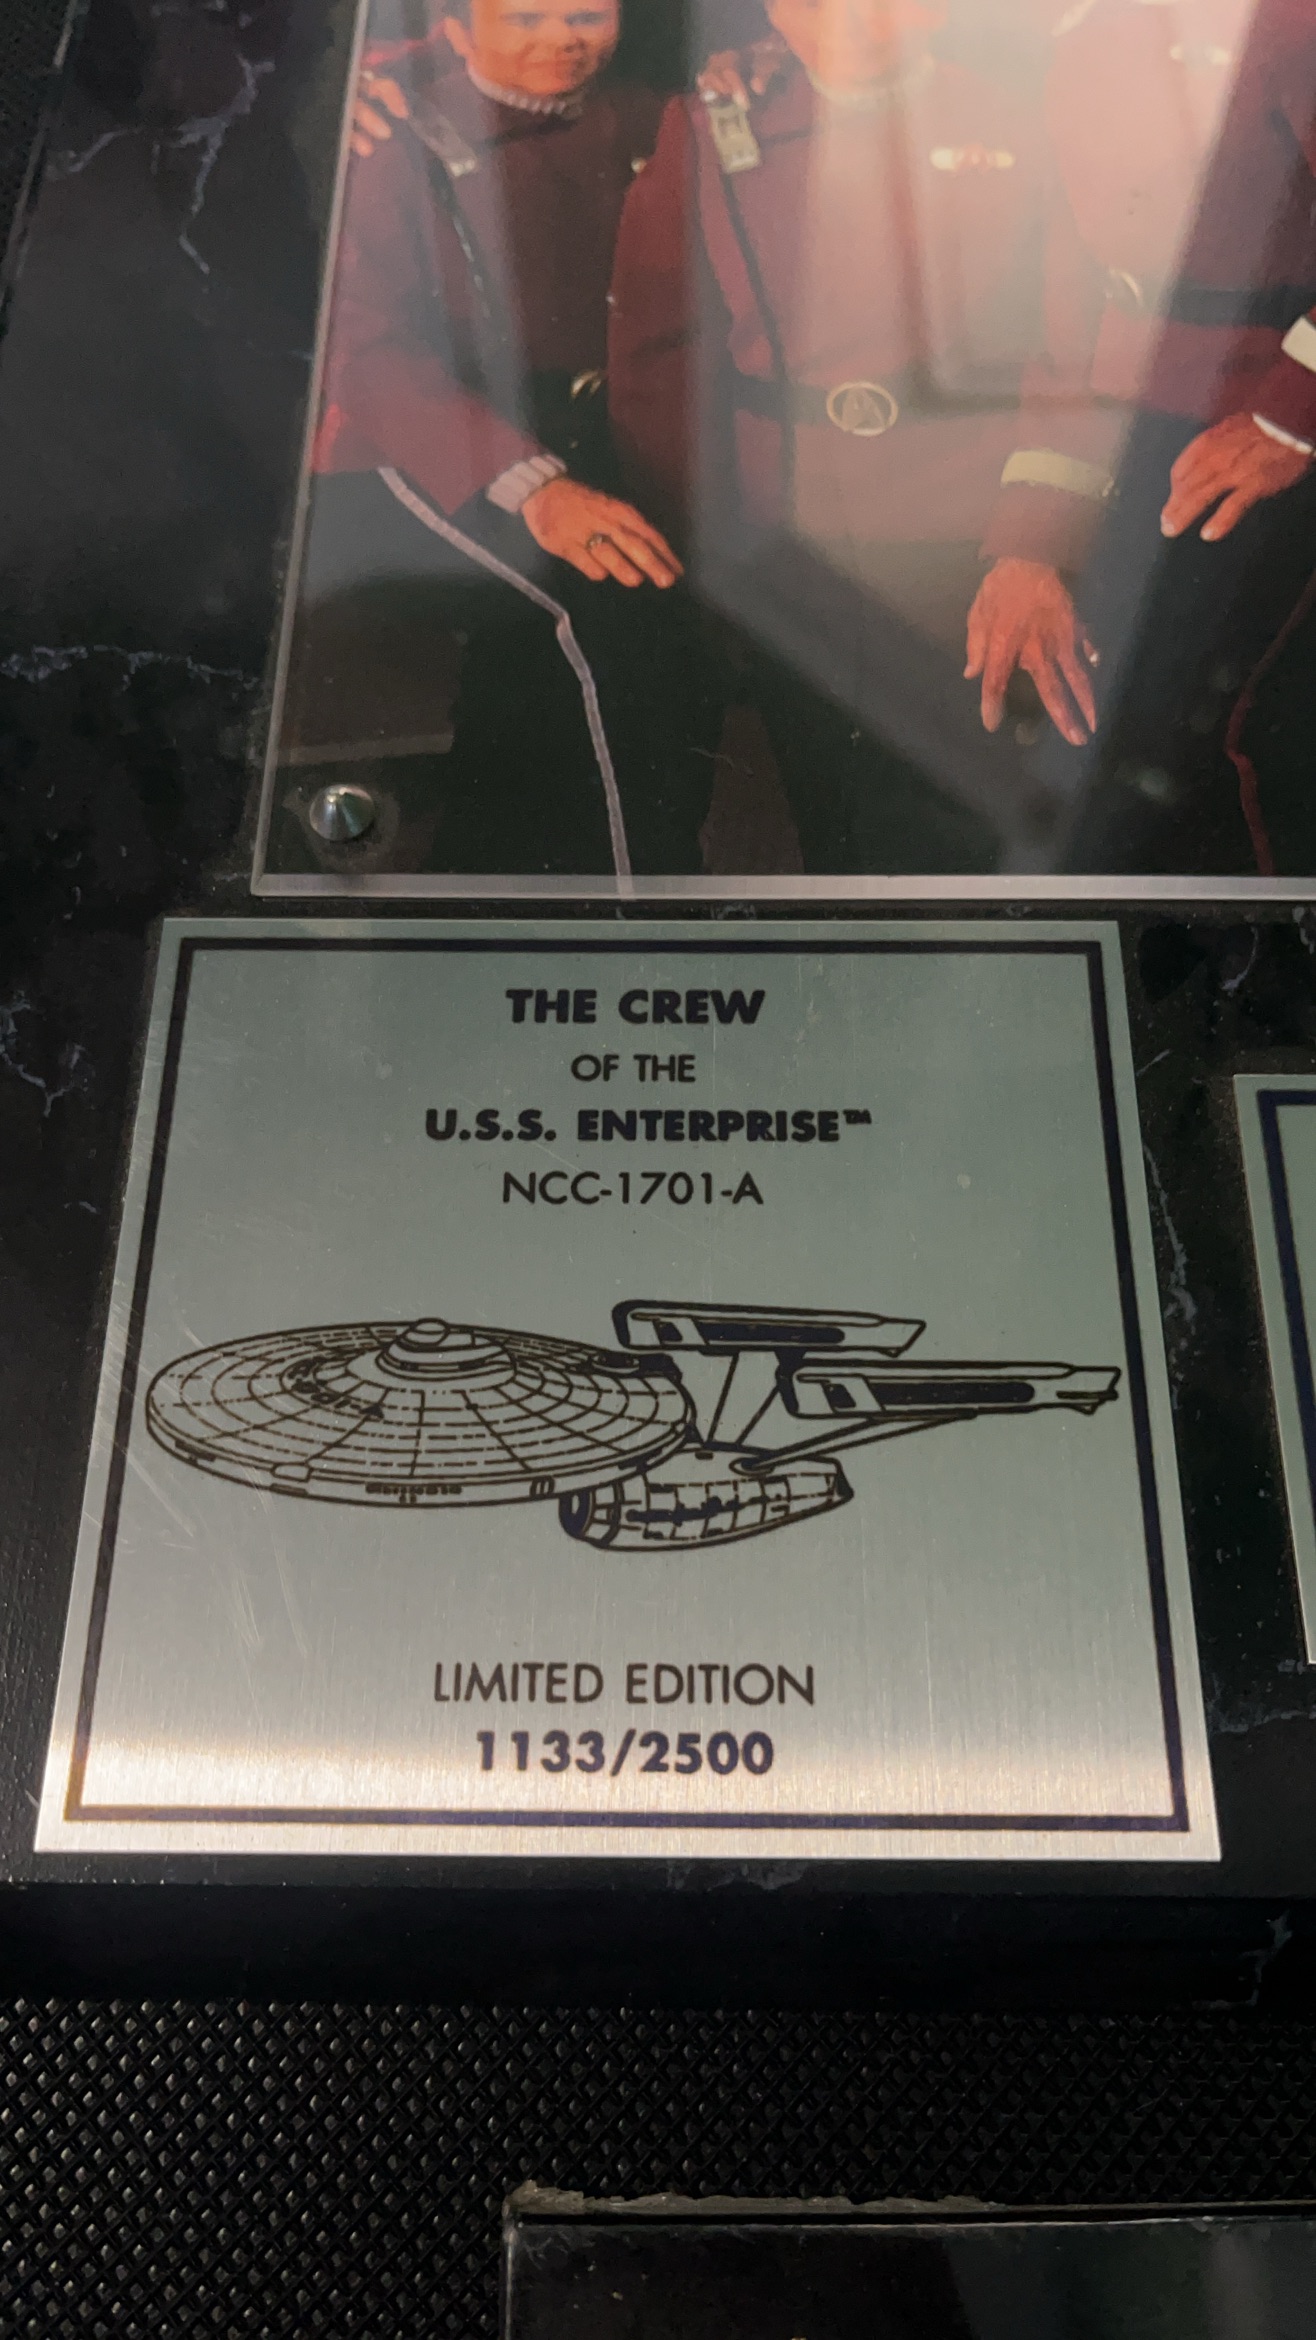 THE CREW
OF THE
U.S.S. ENTERPRISE™
NCC-1701-A
LIMITED EDITION
1133/2500